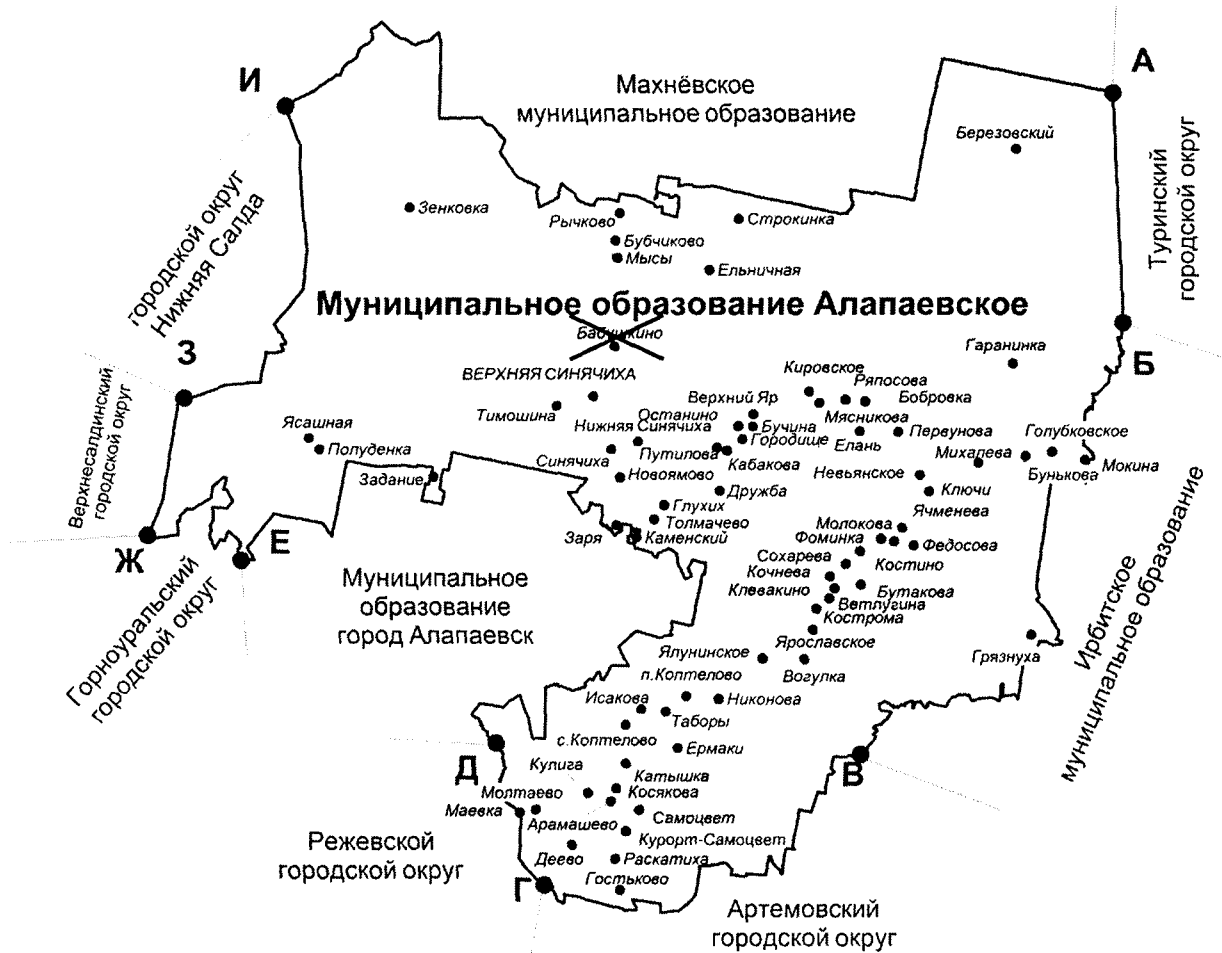 А
И
Махнёвское
муниципальное образование
Березовский
Туринский
городской округ
городской округ
Нижняя Салда
Зенковка
Рычково
Строкинка
Бубчиково
Мысы
Ельничная
Муниципальное образование Алапаевское
Бабушкино
З
Б
Гаранинка
ВЕРХНЯЯ СИНЯЧИХА
Кировское
Ряпосова
Верхнесалдинский
городской округ
Тимошина
Верхний Яр
Бобровка
Останино
Мясникова
Нижняя Синячиха
Бучина
Ясашная
Городище
Елань
Первунова
Голубковское
Полуденка
Путилова
Кабакова
Михалева
Синячиха
Бунькова
Мокина
Новоямово
Невьянское
Задание
Дружба
Ключи
Глухих
Ячменева
Толмачево
Молокова
Заря
Каменский
Фоминка
Федосова
Ж
Е
Сохарева
Костино
Кочнева
Клевакино
Бутакова
Ветлугина
Кострома
Муниципальное
образование
город Алапаевск
Горноуральский
городской округ
Ирбитское
муниципальное образование
Ярославское
Ялунинское
Грязнуха
Вогулка
п.Коптелово
Исакова
Никонова
Таборы
с.Коптелово
Ермаки
Д
В
Кулига
Катышка
Молтаево
Косякова
Маевка
Самоцвет
Арамашево
Курорт-Самоцвет
Режевской
городской округ
Деево
Раскатиха
Гостьково
Г
Артемовский
городской округ